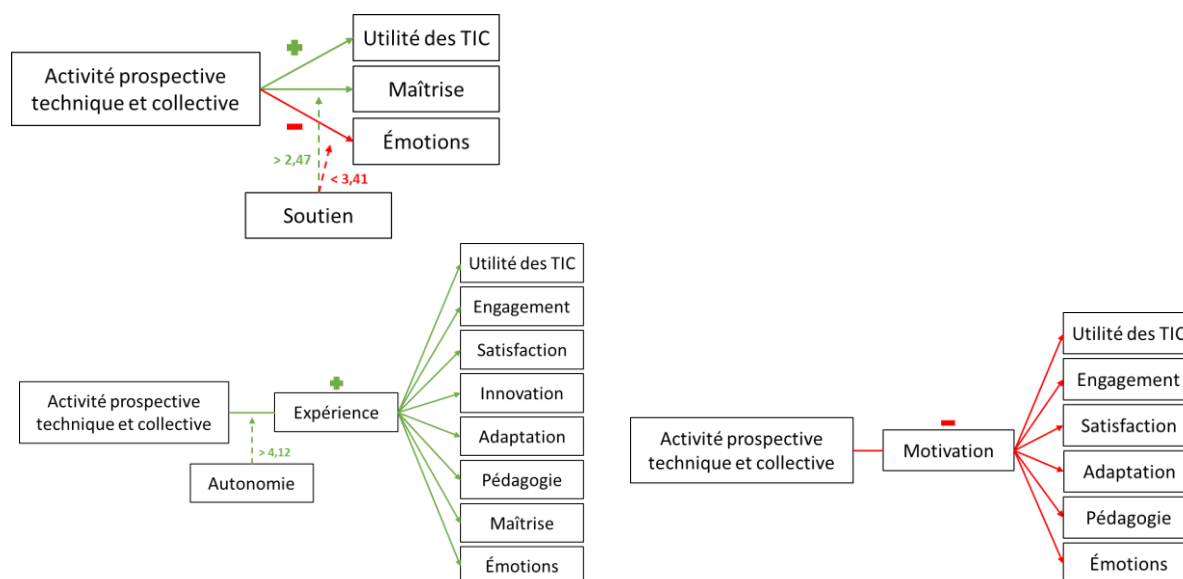 Utilité des TIC
Activité prospective
technique et collective
Maîtrise
Émotions
> 2,47
< 3,41
Soutien
Utilité des TIC
Engagement
Satisfaction
Innovation
Activité prospective
technique et collective
Expérience
Adaptation
> 4,12
Autonomie
Pédagogie
Maîtrise
Émotions
Utilité des TIC
Engagement
Satisfaction
Activité prospective
technique et collective
Motivation
Adaptation
Pédagogie
Émotions